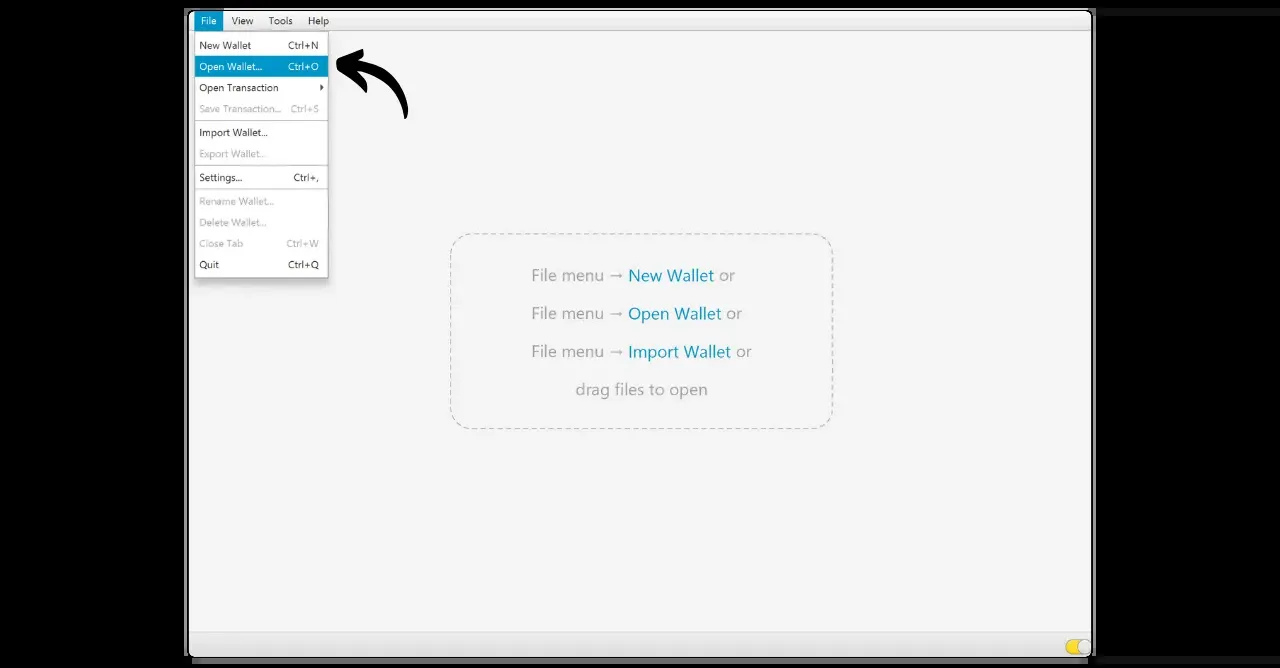 File View Tools Help
New Wallet Ctrl+N
Open Wallet... Ctrl+O
Open Transaction
Save Transaction... Ctrl+S
Import Wallet...
Export Wallet...
Settings... Ctrl+,
Rename Wallet...
Delete Wallet...
Close Tab Ctrl+W
Quit Ctrl+Q
File menu → New Wallet or
File menu → Open Wallet or
File menu → Import Wallet or
drag files to open